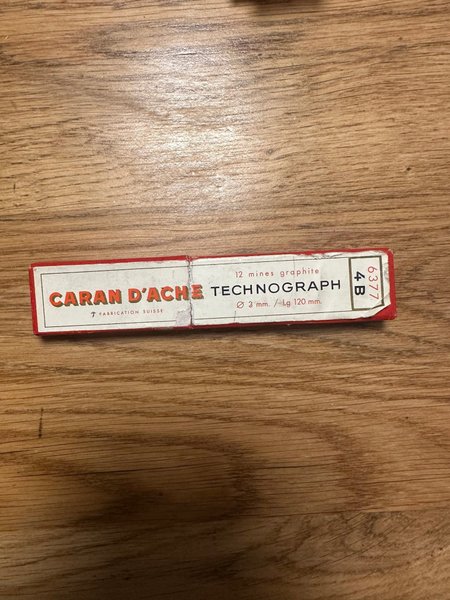 CARAN D'ACHE
FABRICATION SUISSE
12 mines graphite
TECHNOGRAPH
Ø 3 mm. / Lg 120 mm.
6377
4B